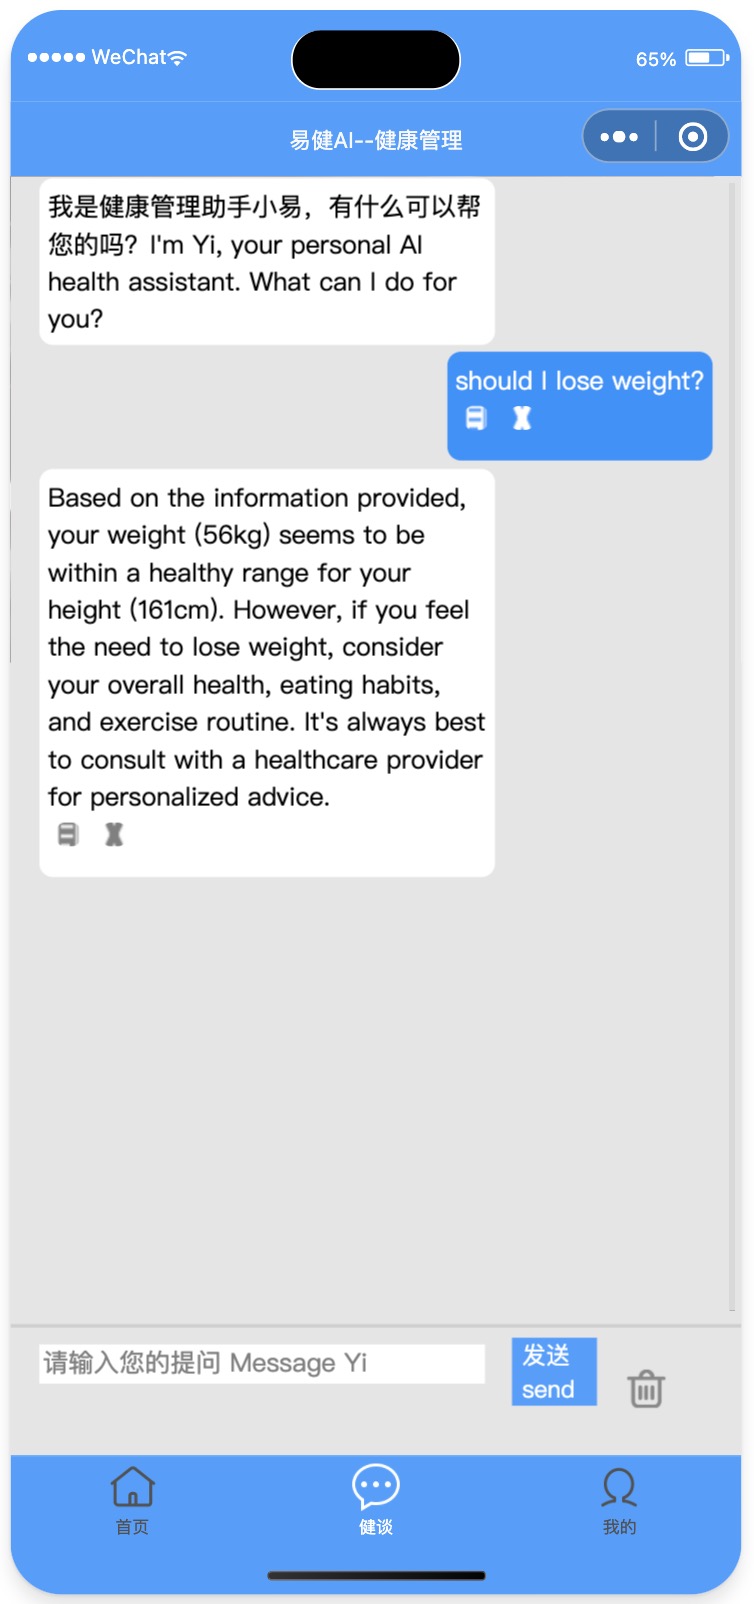 WeChat
65%
易健AI--健康管理
我是健康管理助手小易，有什么可以帮
您的吗？I'm Yi, your personal AI
health assistant. What can I do for
you?
should I lose weight?
Based on the information provided,
your weight (56kg) seems to be
within a healthy range for your
height (161cm). However, if you feel
the need to lose weight, consider
your overall health, eating habits,
and exercise routine. It's always best
to consult with a healthcare provider
for personalized advice.
请输入您的提问 Message Yi
发送
send
首页
健谈
我的